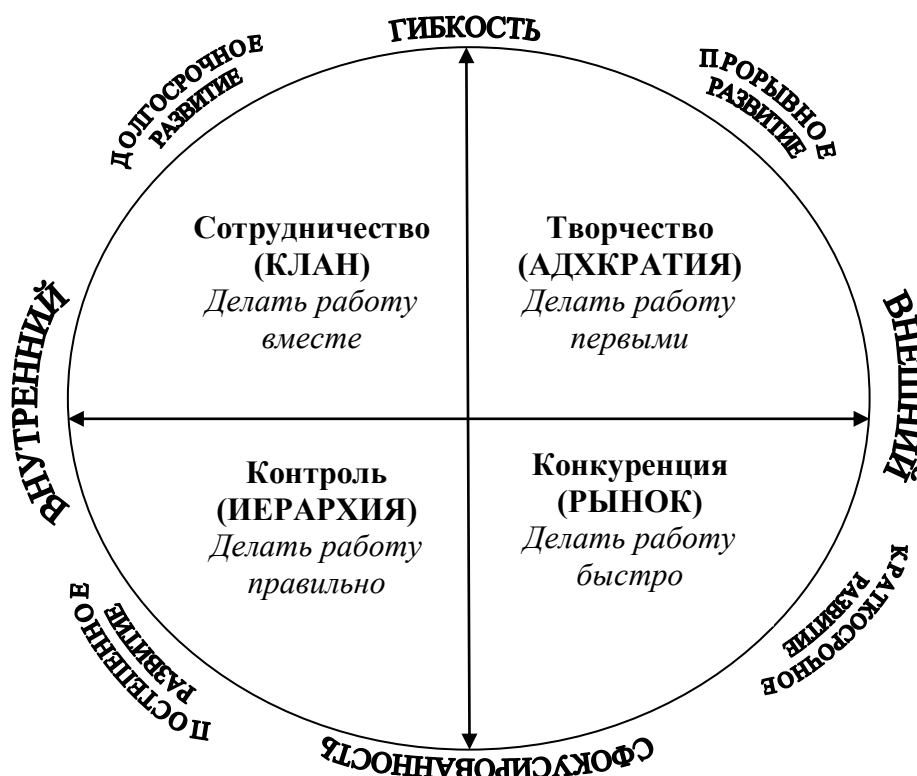 ГИБКОСТЬ
ДОЛГОСРОЧНОЕ
РАЗВИТИЕ
ПРОРЫВНОЕ
РАЗВИТИЕ
Сотрудничество
(КЛАН)
Делать работу
вместе
Творчество
(АДХКРАТИЯ)
Делать работу
первыми
ВНУТРЕННИЙ
ВНЕШНИЙ
Контроль
(ИЕРАРХИЯ)
Делать работу
правильно
Конкуренция
(РЫНОК)
Делать работу
быстро
ПОСТЕПЕННОЕ
РАЗВИТИЕ
КРАТКОСРОЧНОЕ
РАЗВИТИЕ
СФОКУСИРОВАННОСТЬ